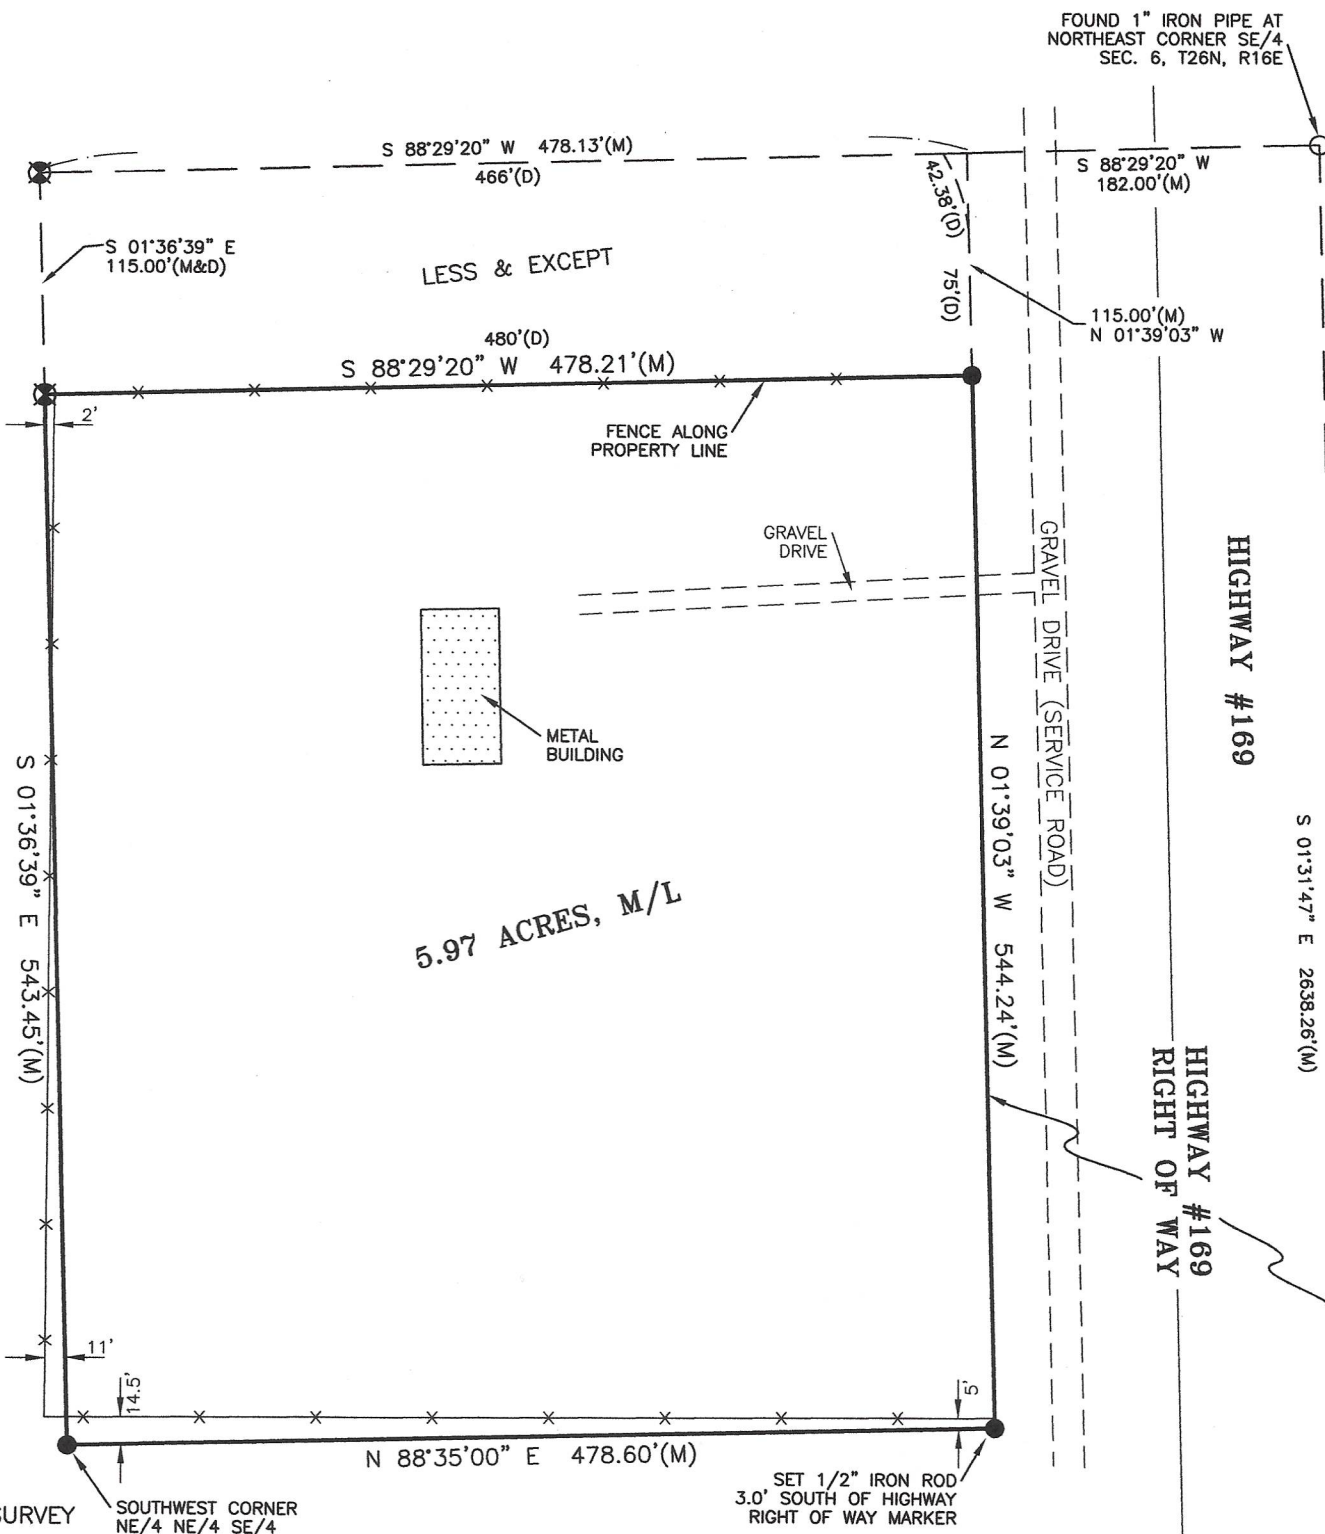 FOUND 1" IRON PIPE AT
NORTHEAST CORNER SE/4
SEC. 6, T26N, R16E
S 88°29'20" W 478.13'(M)
466'(D)
S 88°29'20" W
182.00'(M)
42.38'(D)
75'(D)
S 01°36'39" E
115.00'(M&D)
LESS & EXCEPT
115.00'(M)
N 01°39'03" W
480'(D)
S 88°29'20" W 478.21'(M)
2'
FENCE ALONG
PROPERTY LINE
GRAVEL
DRIVE
GRAVEL DRIVE (SERVICE ROAD)
HIGHWAY #169
METAL
BUILDING
S 01°36'39" E 543.45'(M)
N 01°39'03" W 544.24'(M)
S 01°31'47" E 2638.26'(M)
5.97 ACRES, M/L
HIGHWAY #169
RIGHT OF WAY
11'
14.5'
5'
N 88°35'00" E 478.60'(M)
SET 1/2" IRON ROD
3.0' SOUTH OF HIGHWAY
RIGHT OF WAY MARKER
SURVEY
SOUTHWEST CORNER
NE/4 NE/4 SE/4